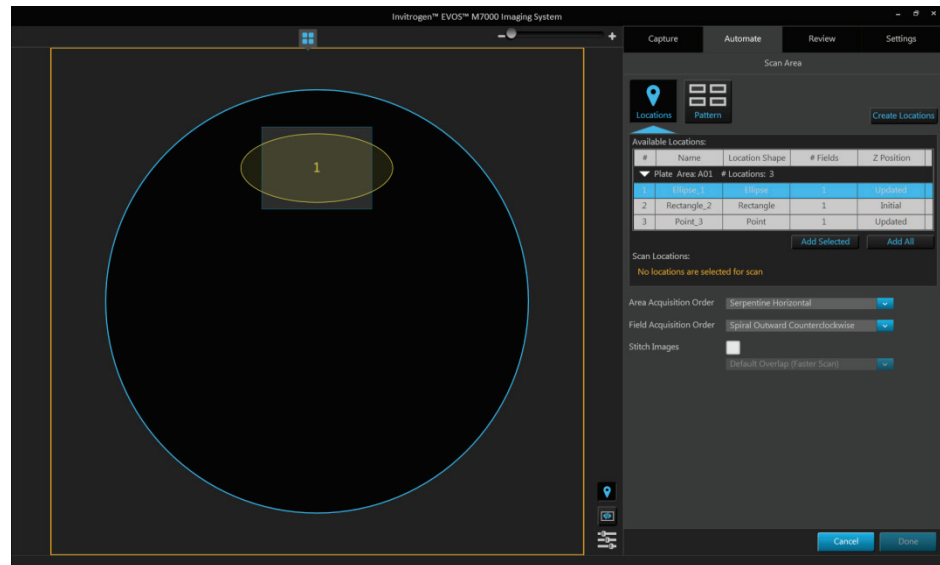 Invitrogen™ EVOS™ M7000 Imaging System
Capture Automate Review Settings
Scan Area
Locations Pattern Create Locations
Available Locations:
# Name Location Shape # Fields Z Position
Plate Area: A01 # Locations: 3
1 Ellipse_1 Ellipse 1 Updated
2 Rectangle_2 Rectangle 1 Initial
3 Point_3 Point 1 Updated
Add Selected Add All
Scan Locations:
No locations are selected for scan
Area Acquisition Order Serpentine Horizontal
Field Acquisition Order Spiral Outward Counterclockwise
Stitch Images
Default Overlap (Faster Scan)
1
Cancel Done